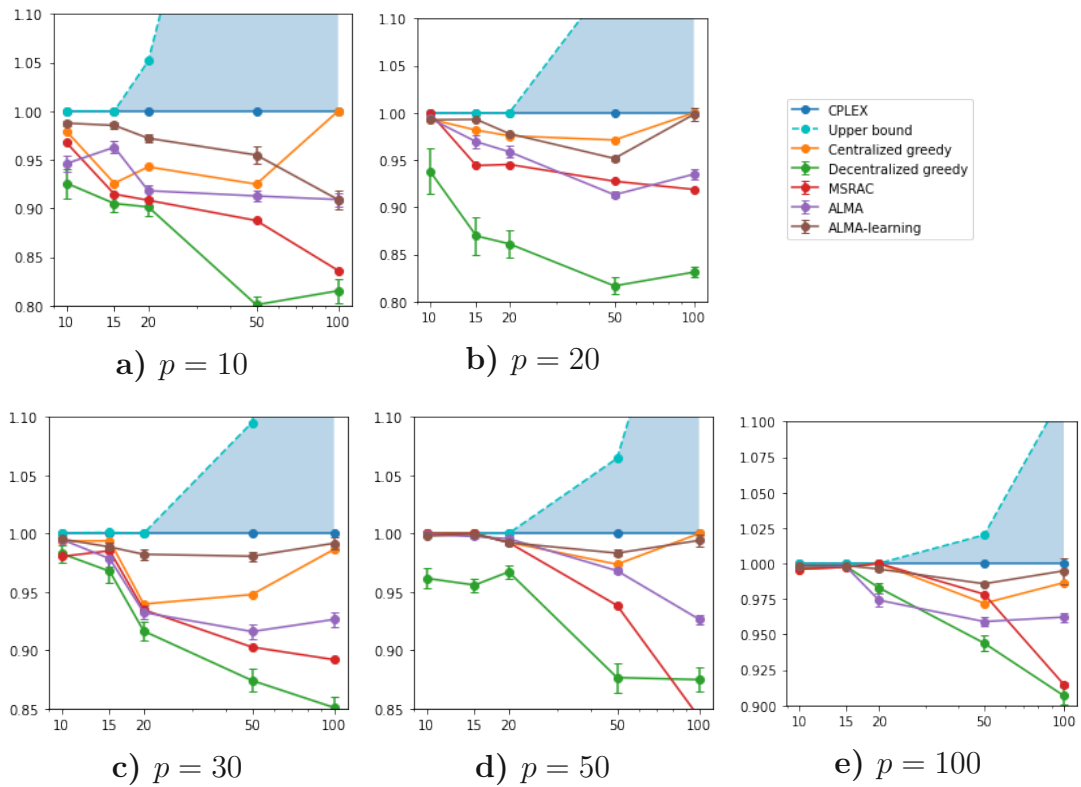 1.10
1.05
1.00
0.95
0.90
0.85
0.80
10 15 20 50 100
a) p = 10
1.10
1.05
1.00
0.95
0.90
0.85
0.80
10 15 20 50 100
b) p = 20
CPLEX
Upper bound
Centralized greedy
Decentralized greedy
MSRAC
ALMA
ALMA-learning
1.10
1.05
1.00
0.95
0.90
0.85
10 15 20 50 100
c) p = 30
1.10
1.05
1.00
0.95
0.90
0.85
10 15 20 50 100
d) p = 50
1.100
1.075
1.050
1.025
1.000
0.975
0.950
0.925
0.900
10 15 20 50 100
e) p = 100